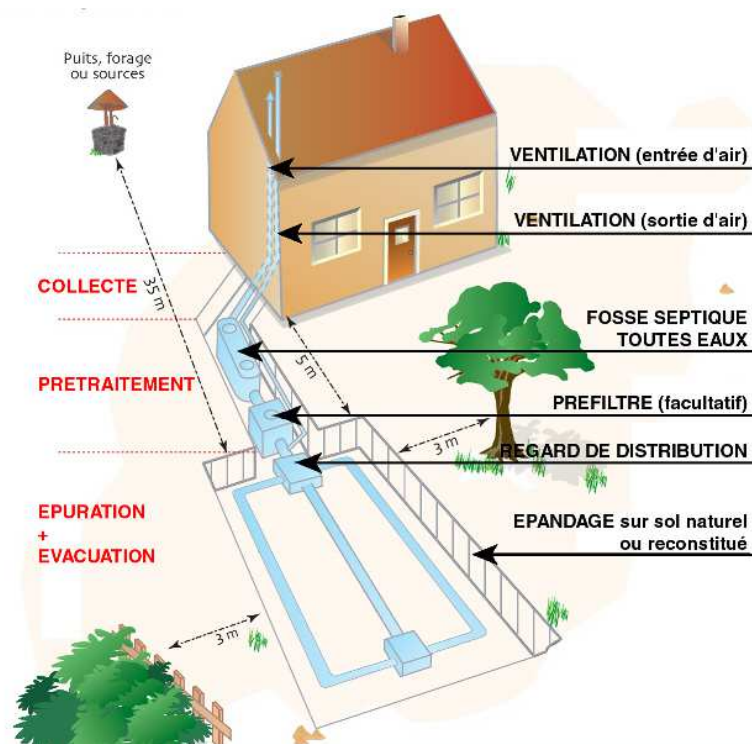 Puits, forage
ou sources
VENTILATION (entrée d'air)
VENTILATION (sortie d'air)
COLLECTE
35 m
FOSSE SEPTIQUE
TOUTES EAUX
5 m
PRETRAITEMENT
PREFILTRE (facultatif)
3 m
REGARD DE DISTRIBUTION
EPURATION
+
EVACUATION
EPANDAGE sur sol naturel
ou reconstitué
3 m